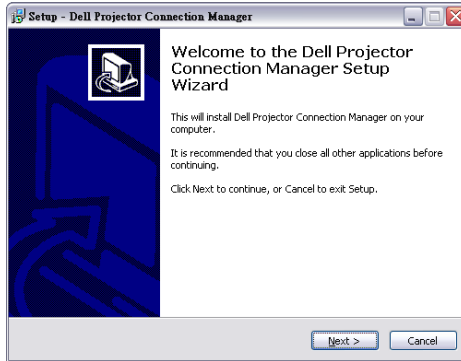 Setup - Dell Projector Connection Manager
Welcome to the Dell Projector
Connection Manager Setup
Wizard
This will install Dell Projector Connection Manager on your
computer.
It is recommended that you close all other applications before
continuing.
Click Next to continue, or Cancel to exit Setup.
Next >
Cancel